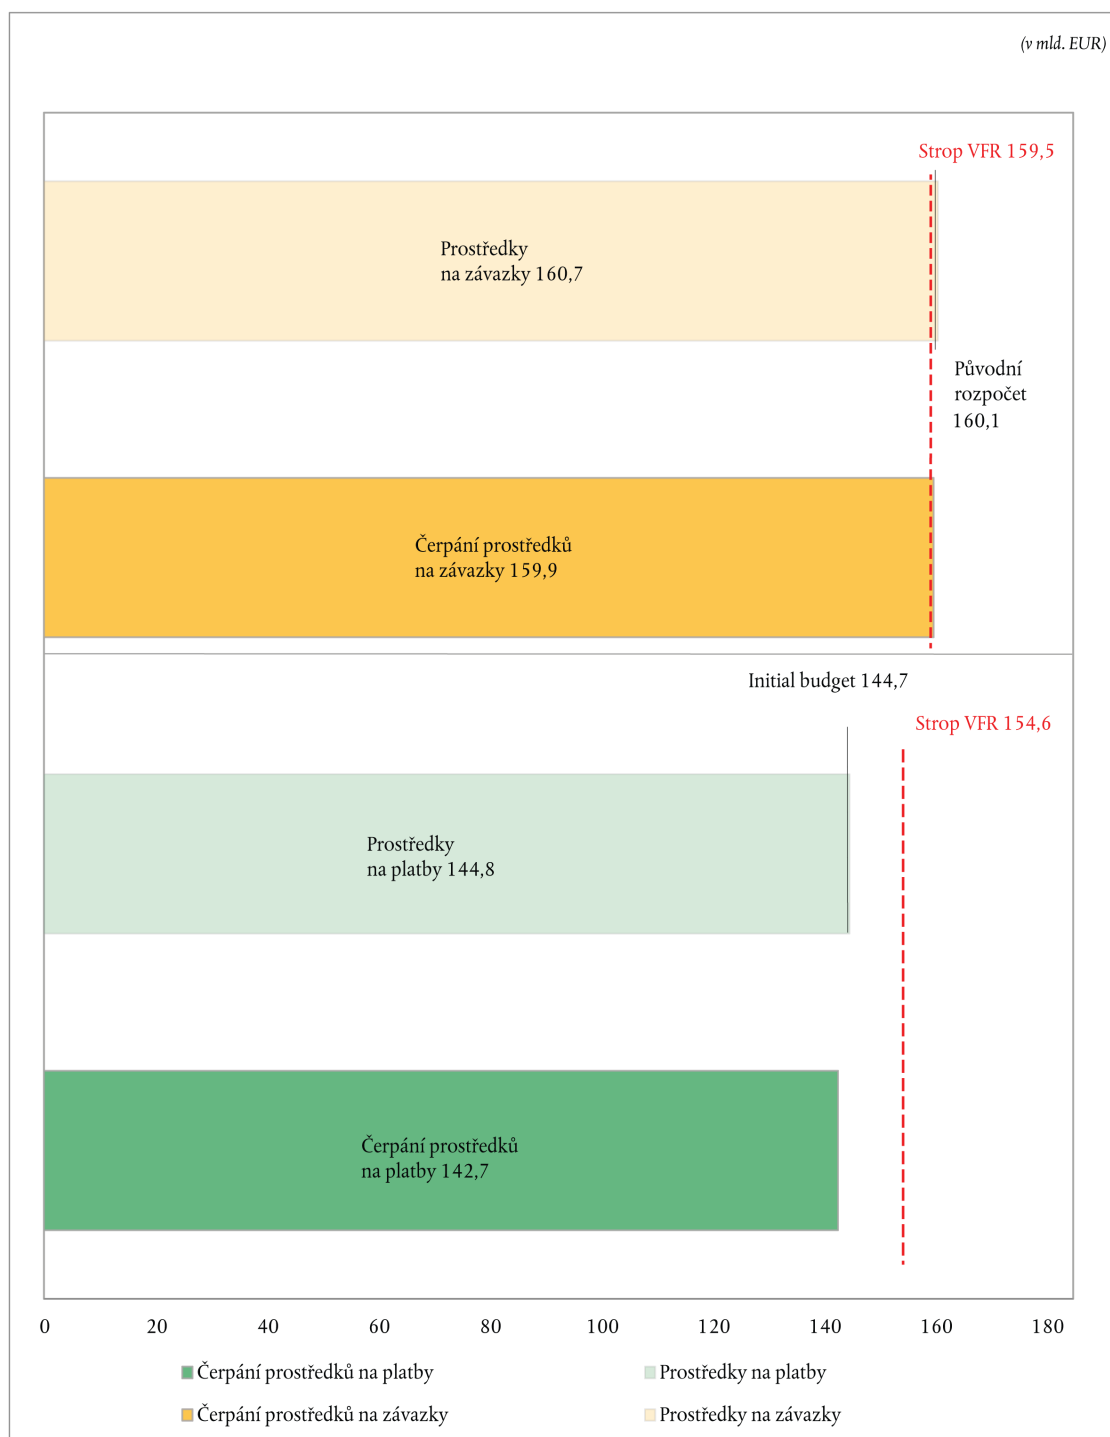 (v mld. EUR)
Strop VFR 159,5
Prostředky
na závazky 160,7
Původní
rozpočet
160,1
Čerpání prostředků
na závazky 159,9
Initial budget 144,7
Strop VFR 154,6
Prostředky
na platby 144,8
Čerpání prostředků
na platby 142,7
0 20 40 60 80 100 120 140 160 180
Čerpání prostředků na platby Prostředky na platby
Čerpání prostředků na závazky Prostředky na závazky